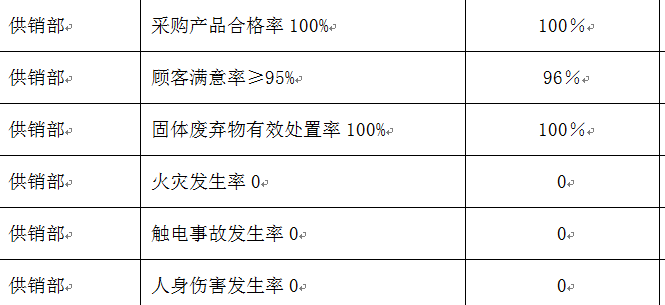 供销部 采购产品合格率 100% 100％
供销部 顾客满意率≥95% 96％
供销部 固体废弃物有效处置率 100% 100％
供销部 火灾发生率 0 0
供销部 触电事故发生率 0 0
供销部 人身伤害发生率 0 0